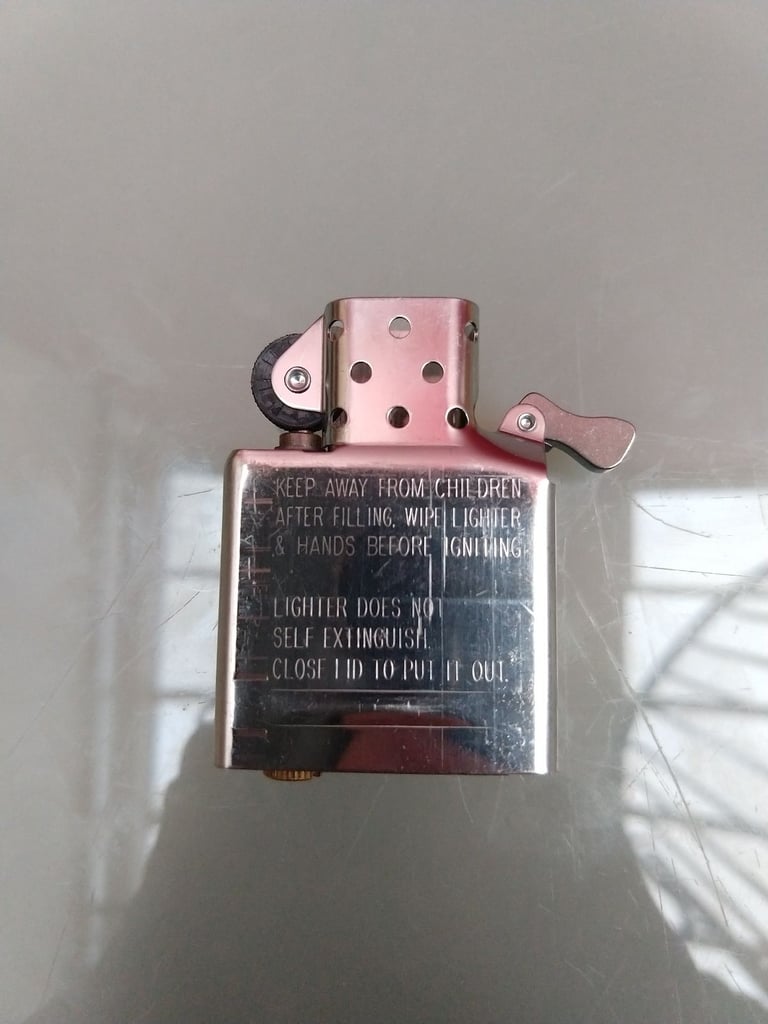 KEEP AWAY FROM CHILDREN
AFTER FILLING, WIPE LIGHTER
& HANDS BEFORE IGNITING
LIGHTER DOES NOT
SELF EXTINGUISH.
CLOSE LID TO PUT IT OUT.